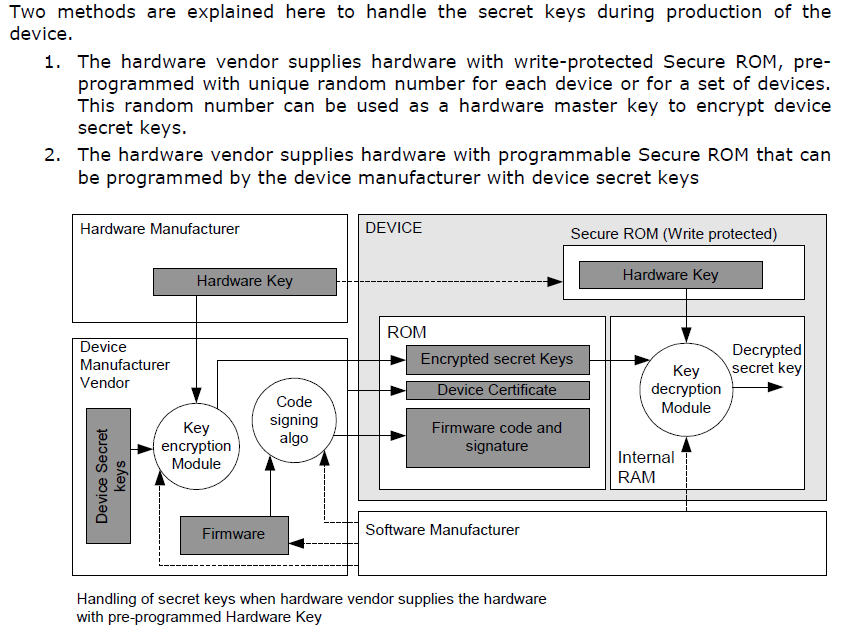 Two methods are explained here to handle the secret keys during production of the
device.
1. The hardware vendor supplies hardware with write-protected Secure ROM, pre-
programmed with unique random number for each device or for a set of devices.
This random number can be used as a hardware master key to encrypt device
secret keys.
2. The hardware vendor supplies hardware with programmable Secure ROM that can
be programmed by the device manufacturer with device secret keys
Hardware Manufacturer
Hardware Key
DEVICE
Secure ROM (Write protected)
Hardware Key
Device
Manufacturer
Vendor
Device Secret
keys
Key
encryption
Module
Code
signing
algo
Firmware
ROM
Encrypted secret Keys
Device Certificate
Firmware code and
signature
Key
decryption
Module
Decrypted
secret key
Internal
RAM
Software Manufacturer
Handling of secret keys when hardware vendor supplies the hardware
with pre-programmed Hardware Key